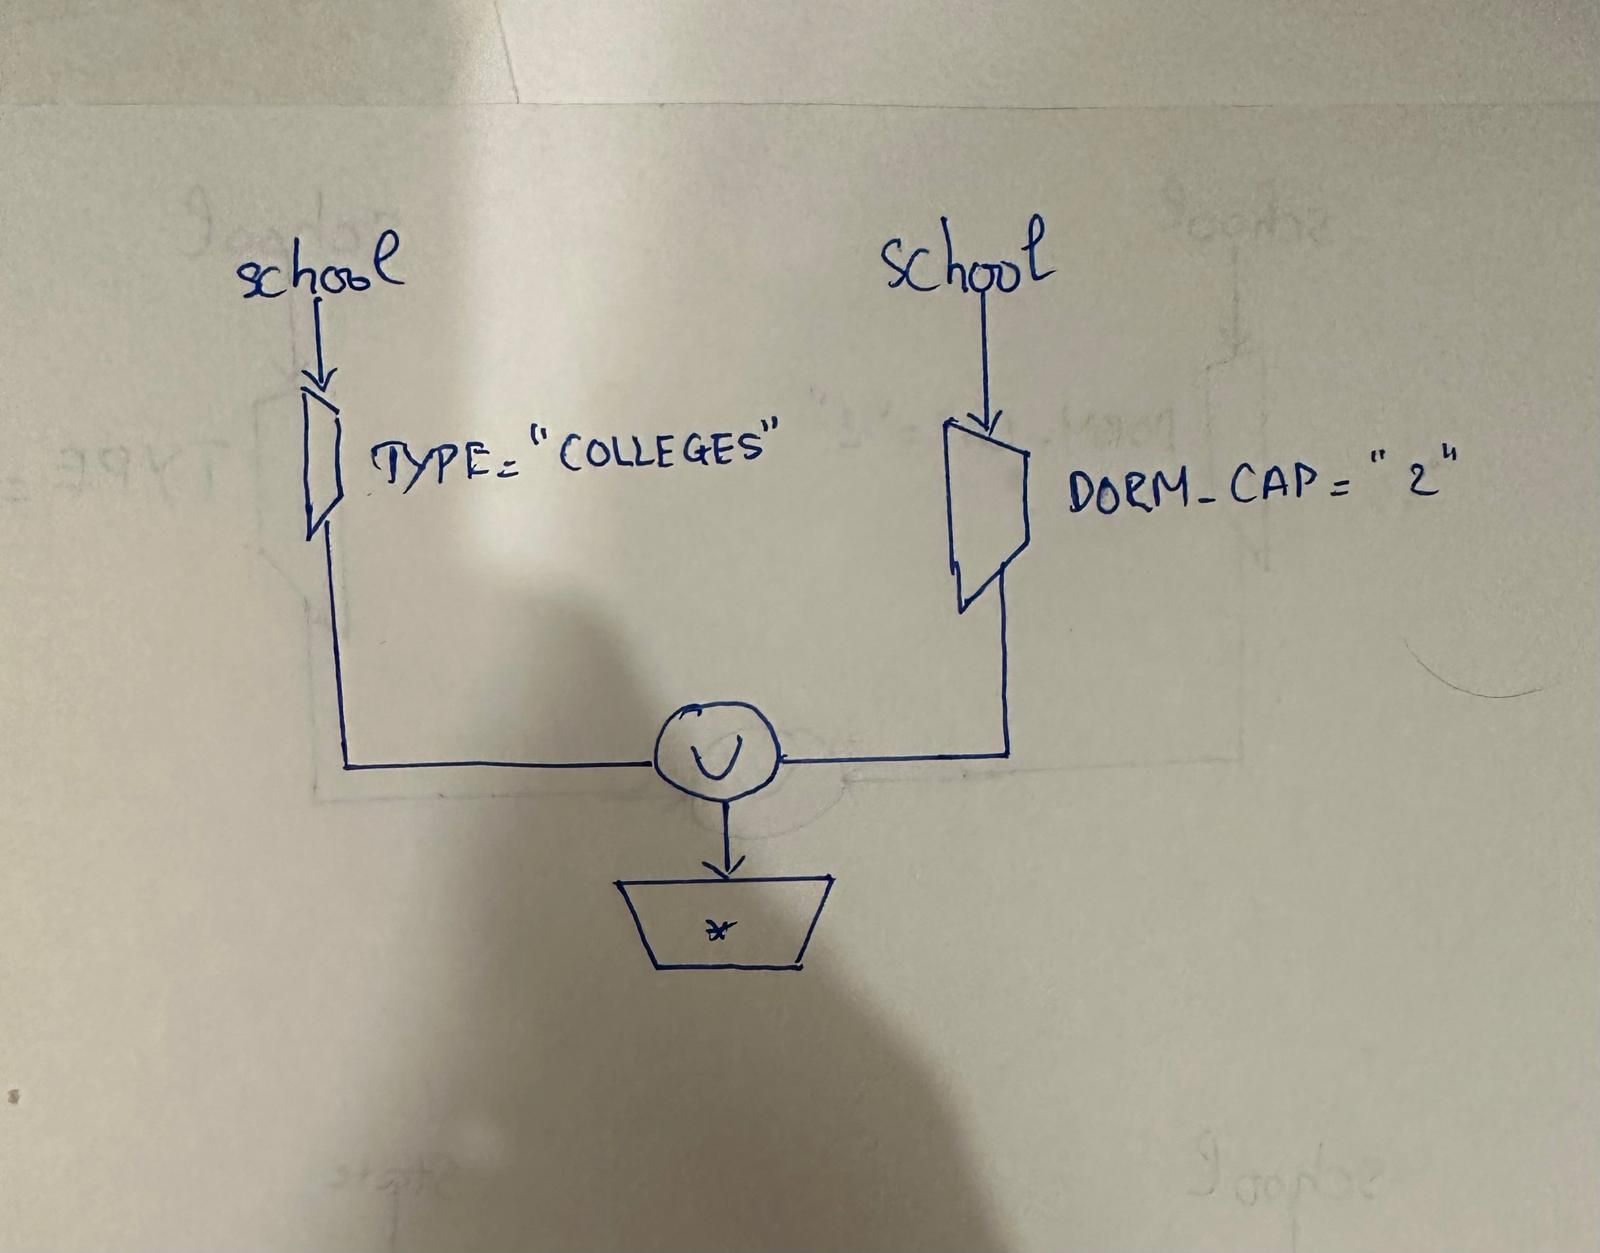 school
school
TYPE = "COLLEGES"
DORM_CAP = "2"
U
*